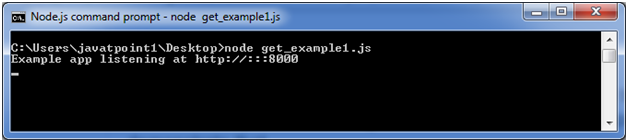 Node.js command prompt - node  get_example1.js
C:\Users\javatpoint1\Desktop>node get_example1.js
Example app listening at http://:::8000